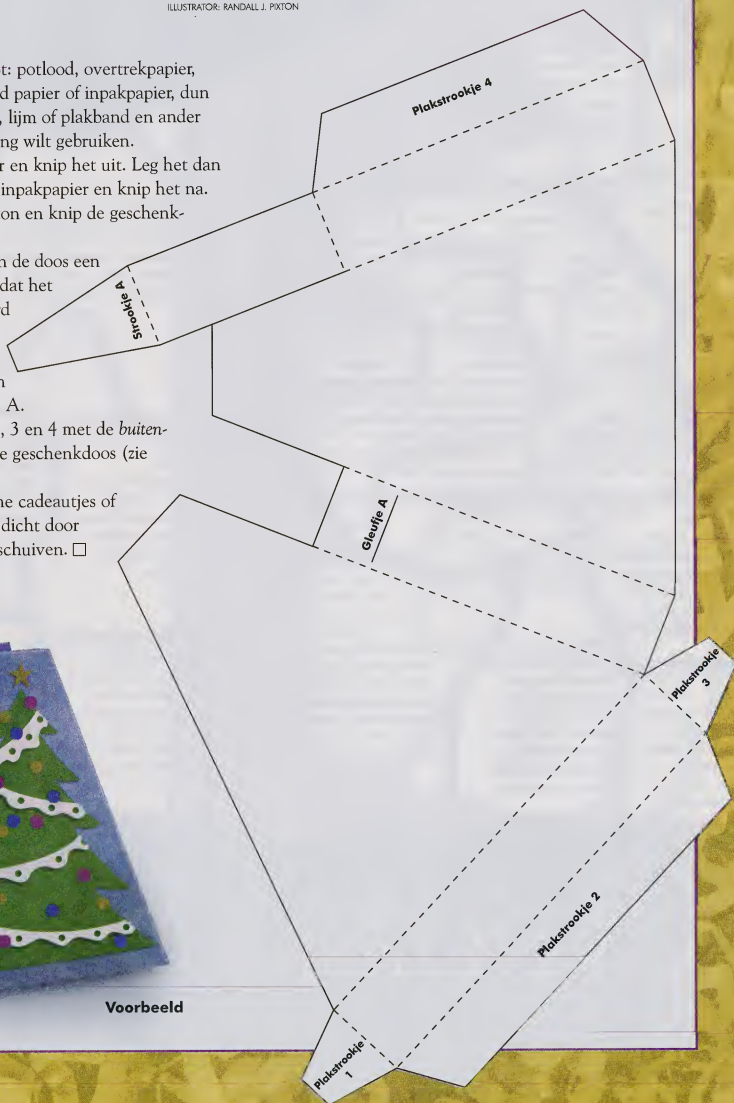 ILLUSTRATOR: RANDALL J. PIXTON
t: potlood, overtrekpapier,
d papier of inpakpapier, dun
, lijm of plakband en ander
ng wilt gebruiken.
r en knip het uit. Leg het dan
inpakpapier en knip het na.
on en knip de geschenk-
n de doos een
dat het
rd
n
A.
, 3 en 4 met de buiten-
e geschenkdoos (zie
ne cadeautjes of
dicht door
schuiven. □
Plakstrookje 4
Strookje A
Gleufje A
Plakstrookje
3
Plakstrookje 2
Plakstrookje
1
Voorbeeld